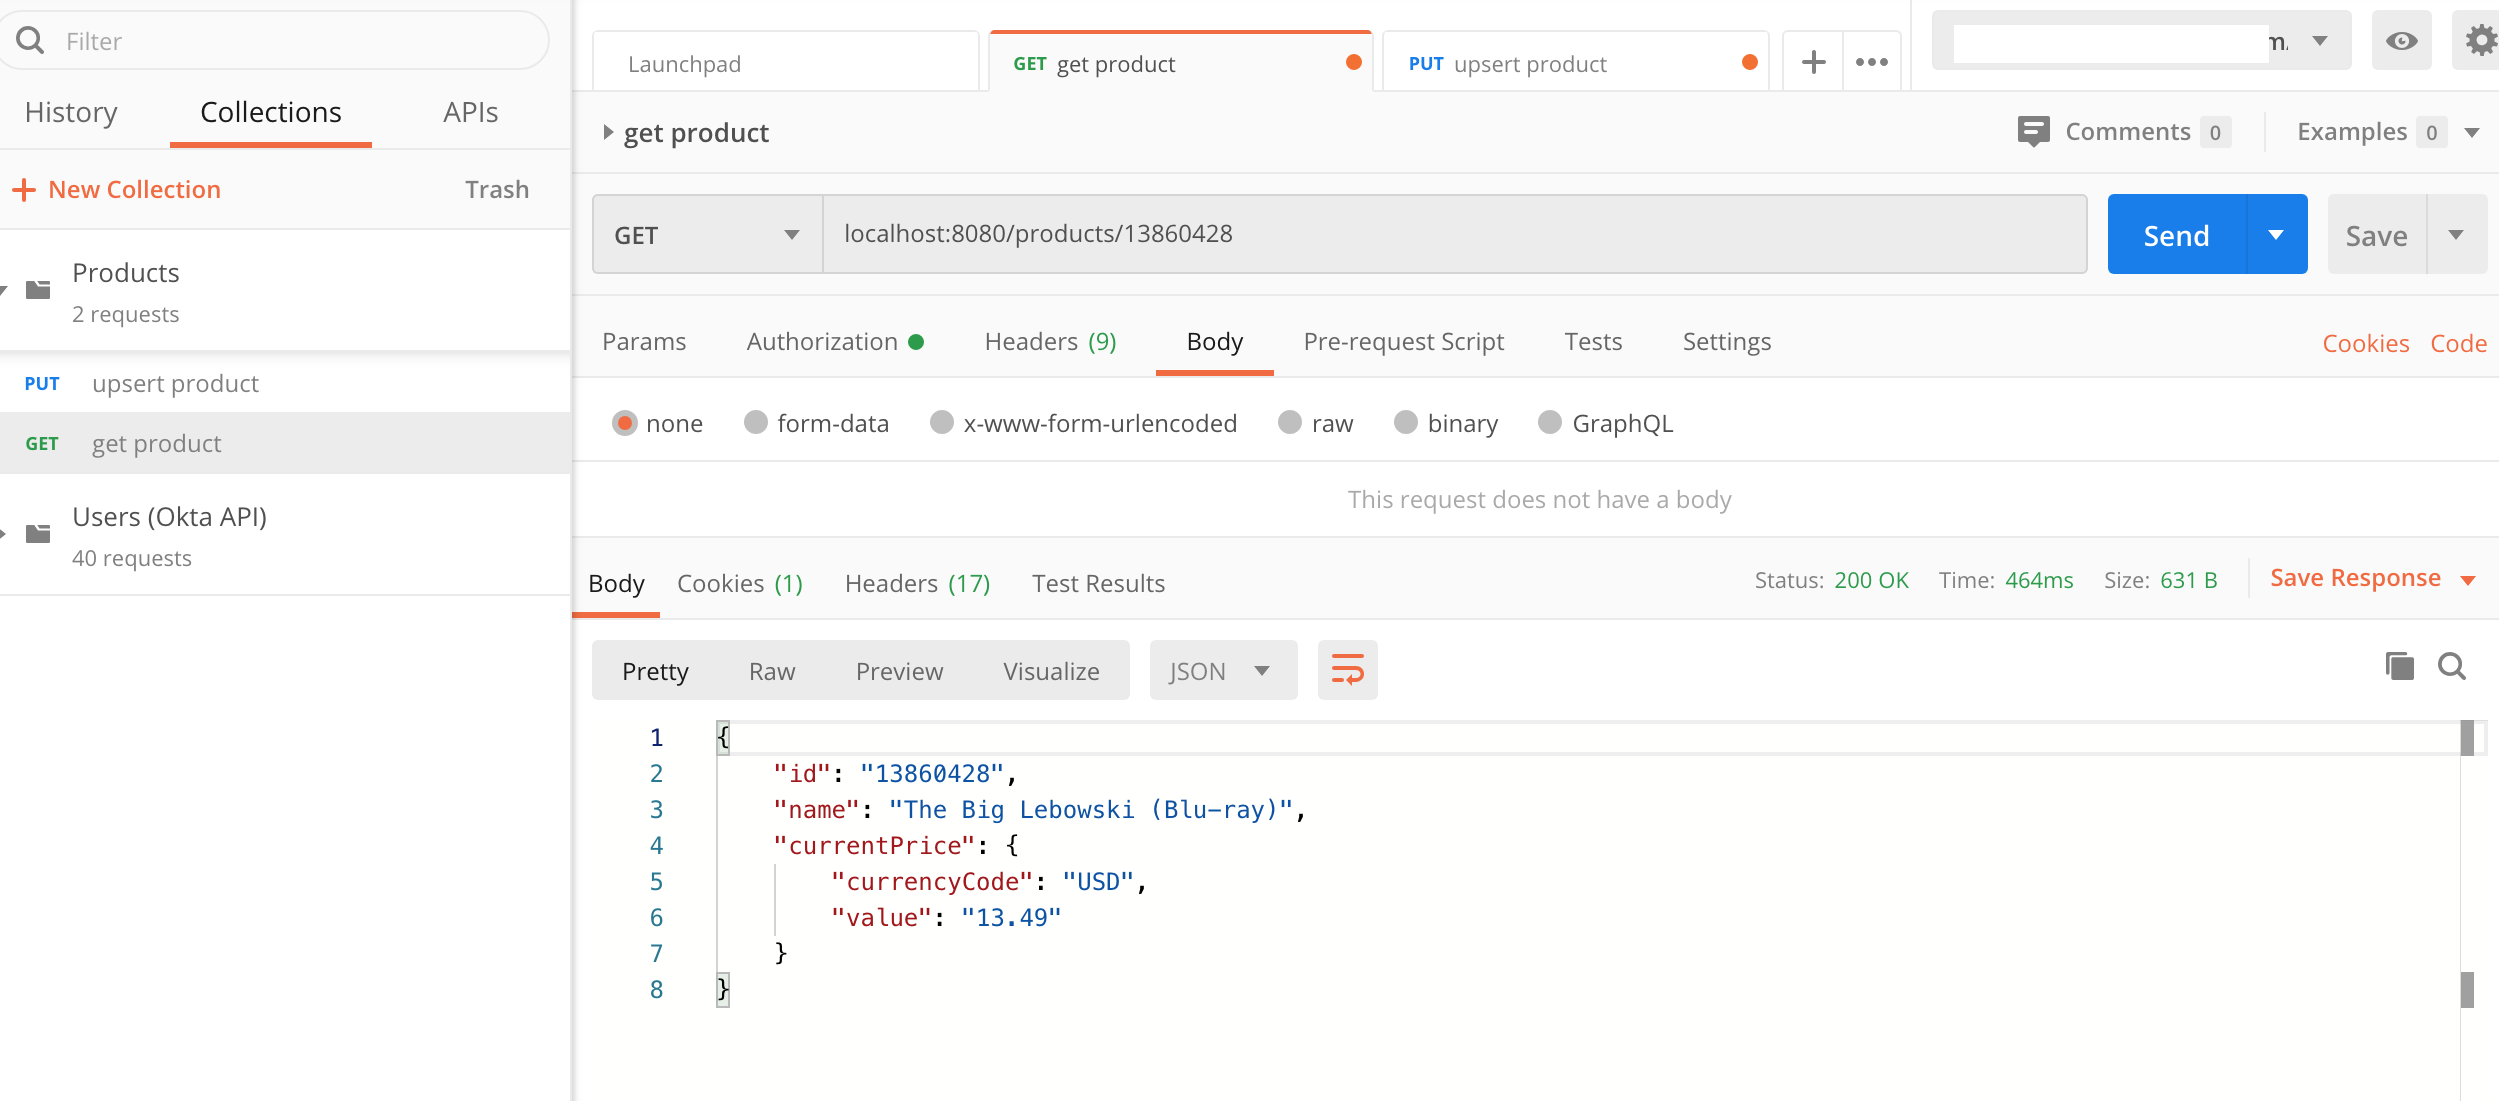 Filter
History Collections APIs
+ New Collection Trash
Products
2 requests
PUT upsert product
GET get product
Users (Okta API)
40 requests
Launchpad GET get product PUT upsert product + •••
get product Comments 0 Examples 0
GET localhost:8080/products/13860428 Send Save
Params Authorization Headers (9) Body Pre-request Script Tests Settings Cookies Code
none form-data x-www-form-urlencoded raw binary GraphQL
This request does not have a body
Body Cookies (1) Headers (17) Test Results Status: 200 OK Time: 464ms Size: 631 B Save Response
Pretty Raw Preview Visualize JSON
1 {
2 "id": "13860428",
3 "name": "The Big Lebowski (Blu-ray)",
4 "currentPrice": {
5 "currencyCode": "USD",
6 "value": "13.49"
7 }
8 }